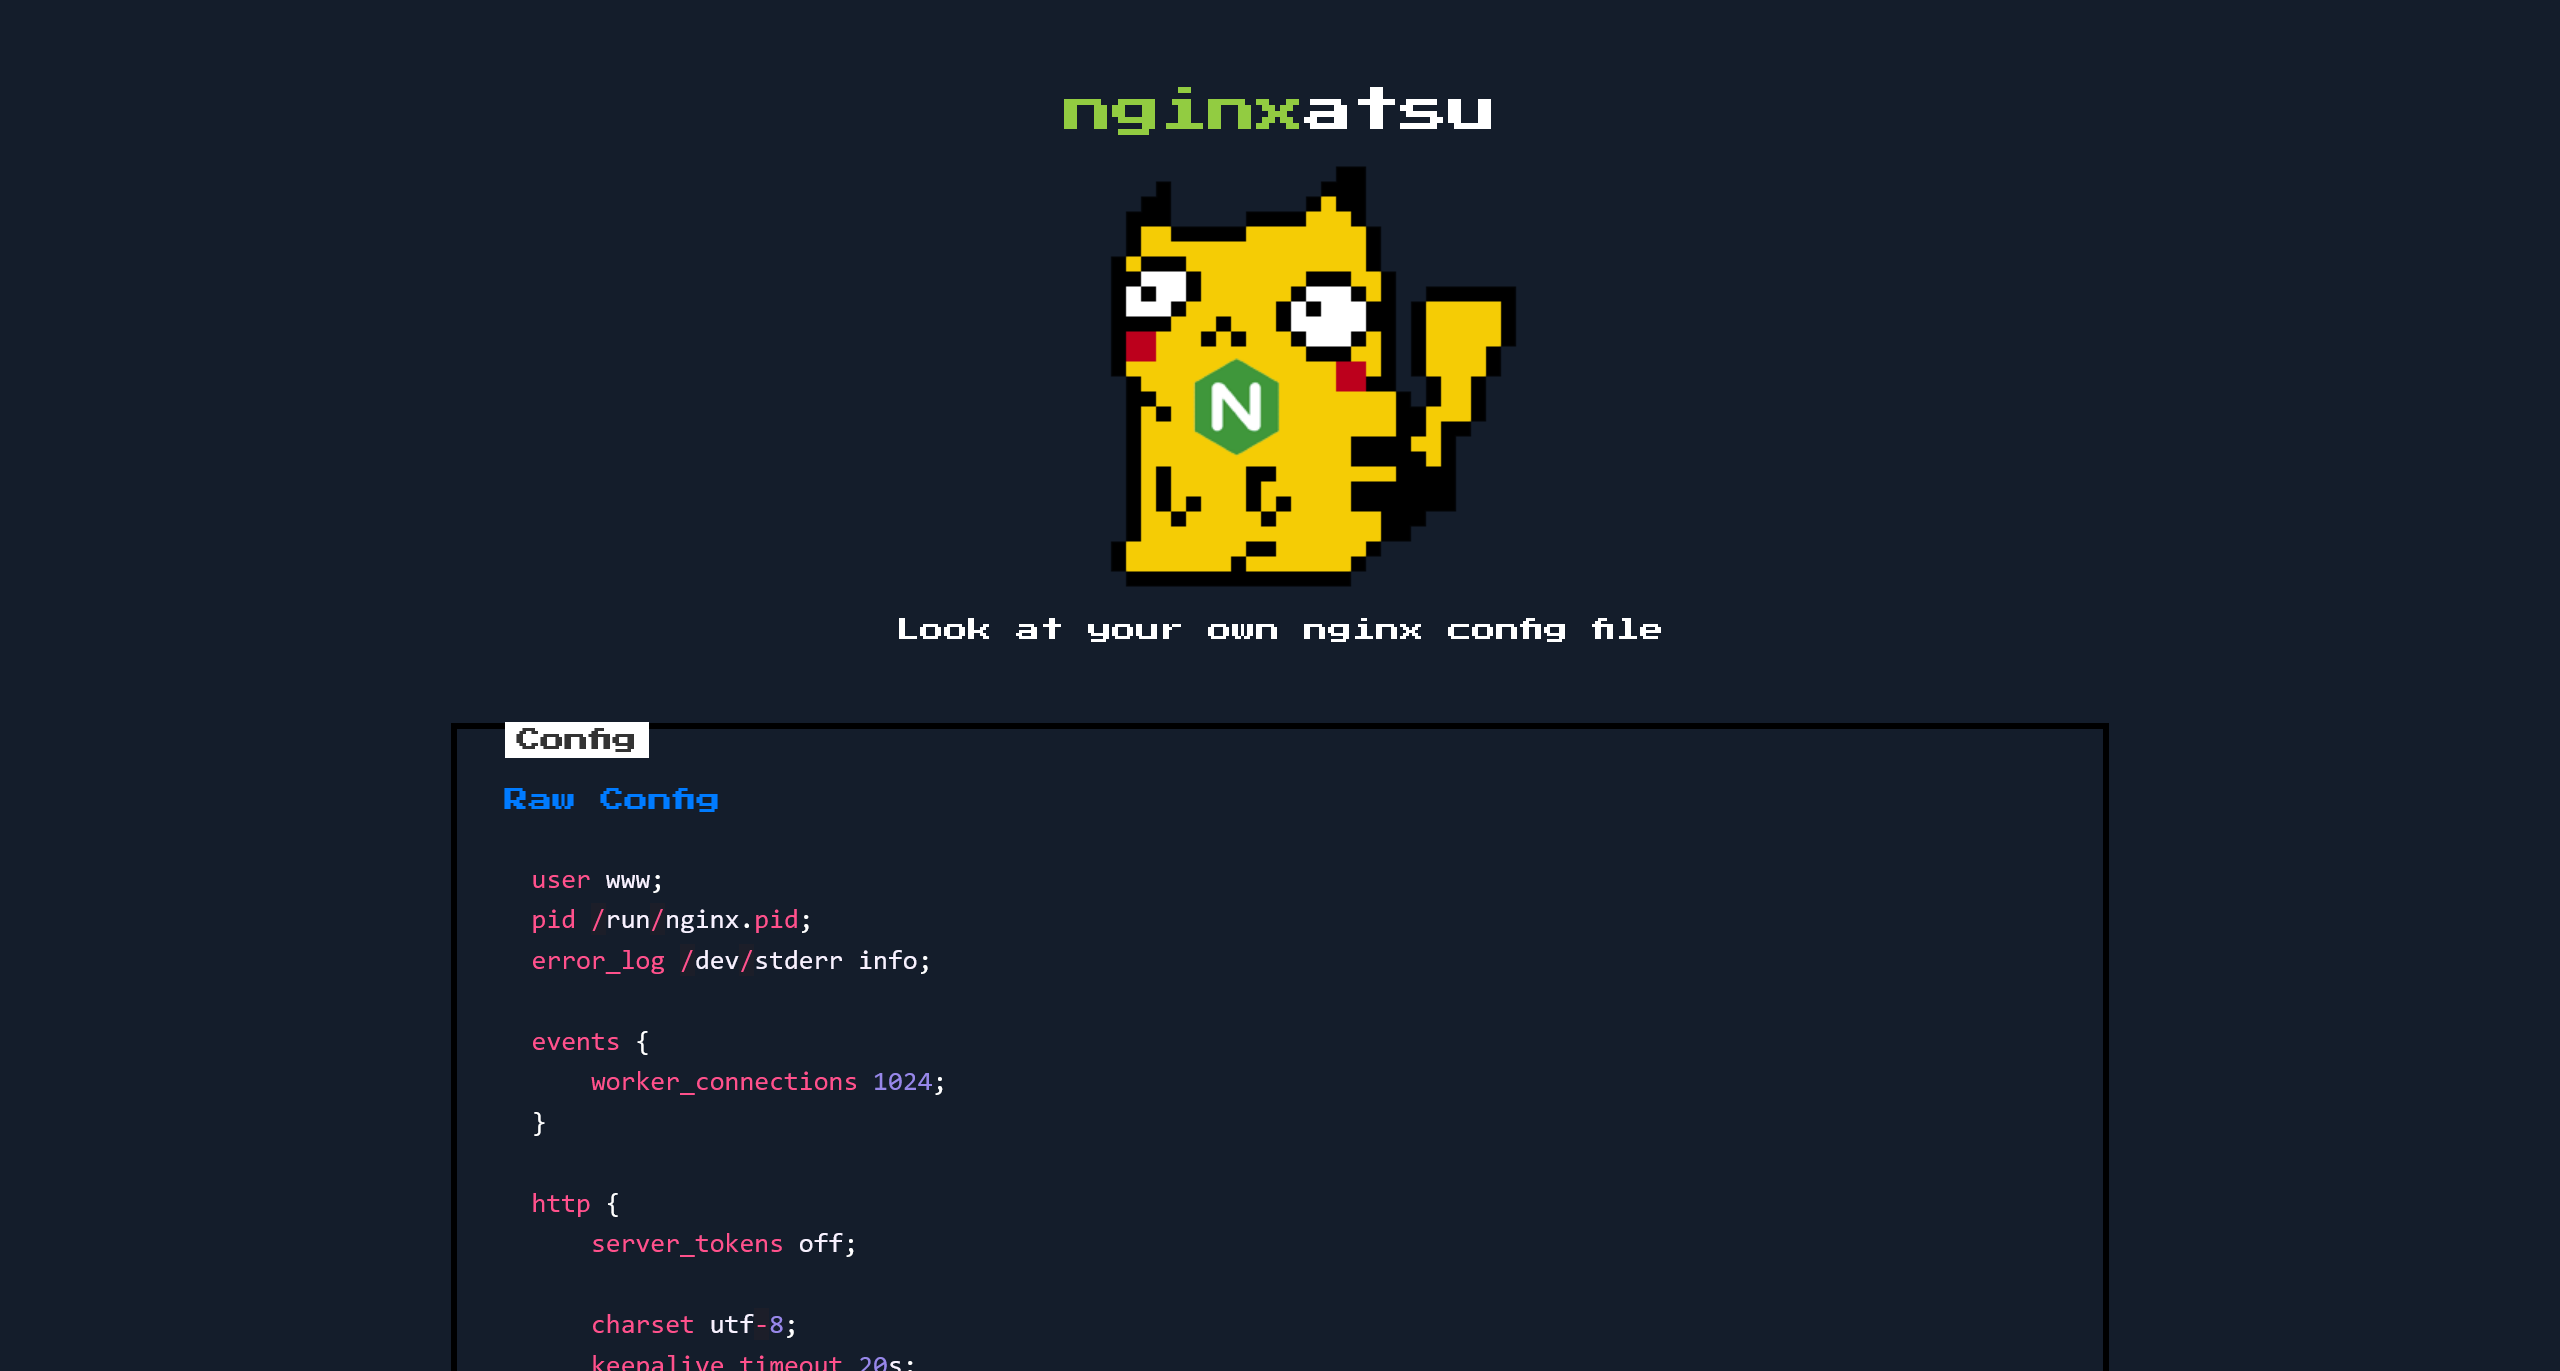 nginxatsu
N
Look at your own nginx config file
Config
Raw Config
user www;
pid /run/nginx.pid;
error_log /dev/stderr info;
events {
    worker_connections 1024;
}
http {
    server_tokens off;
    charset utf-8;
    keepalive_timeout 20s;